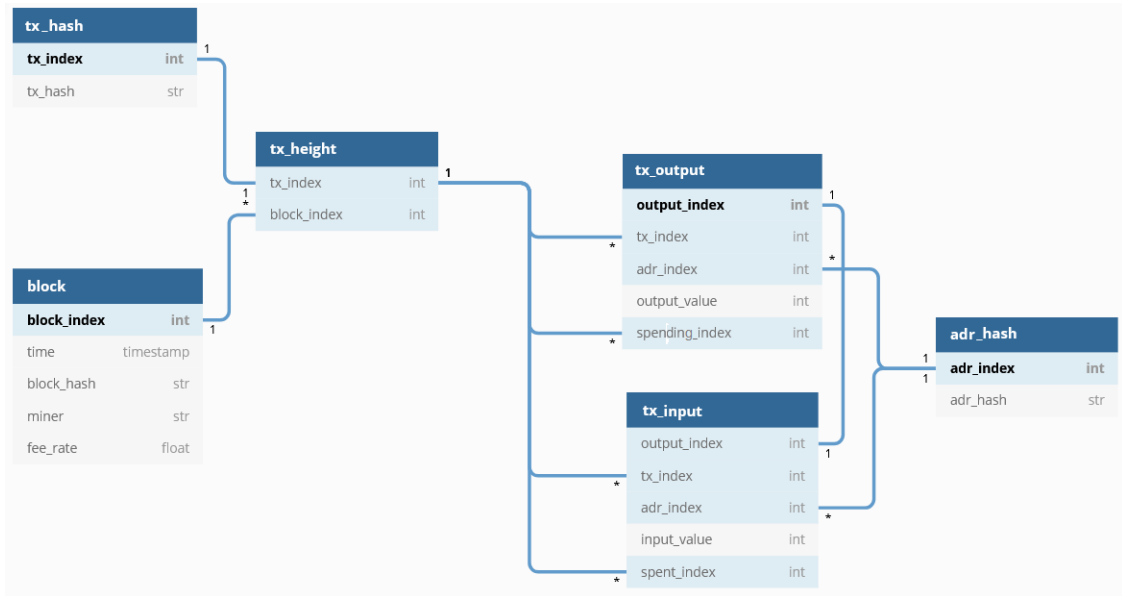 tx_hash
tx_index int
tx_hash str
1
tx_height
tx_index int
block_index int
1
*
1
block
block_index int
time timestamp
block_hash str
miner str
fee_rate float
1
tx_output
output_index int
tx_index int
adr_index int
output_value int
spending_index int
1
*
*
*
tx_input
output_index int
tx_index int
adr_index int
input_value int
spent_index int
1
*
*
*
adr_hash
adr_index int
adr_hash str
1
1